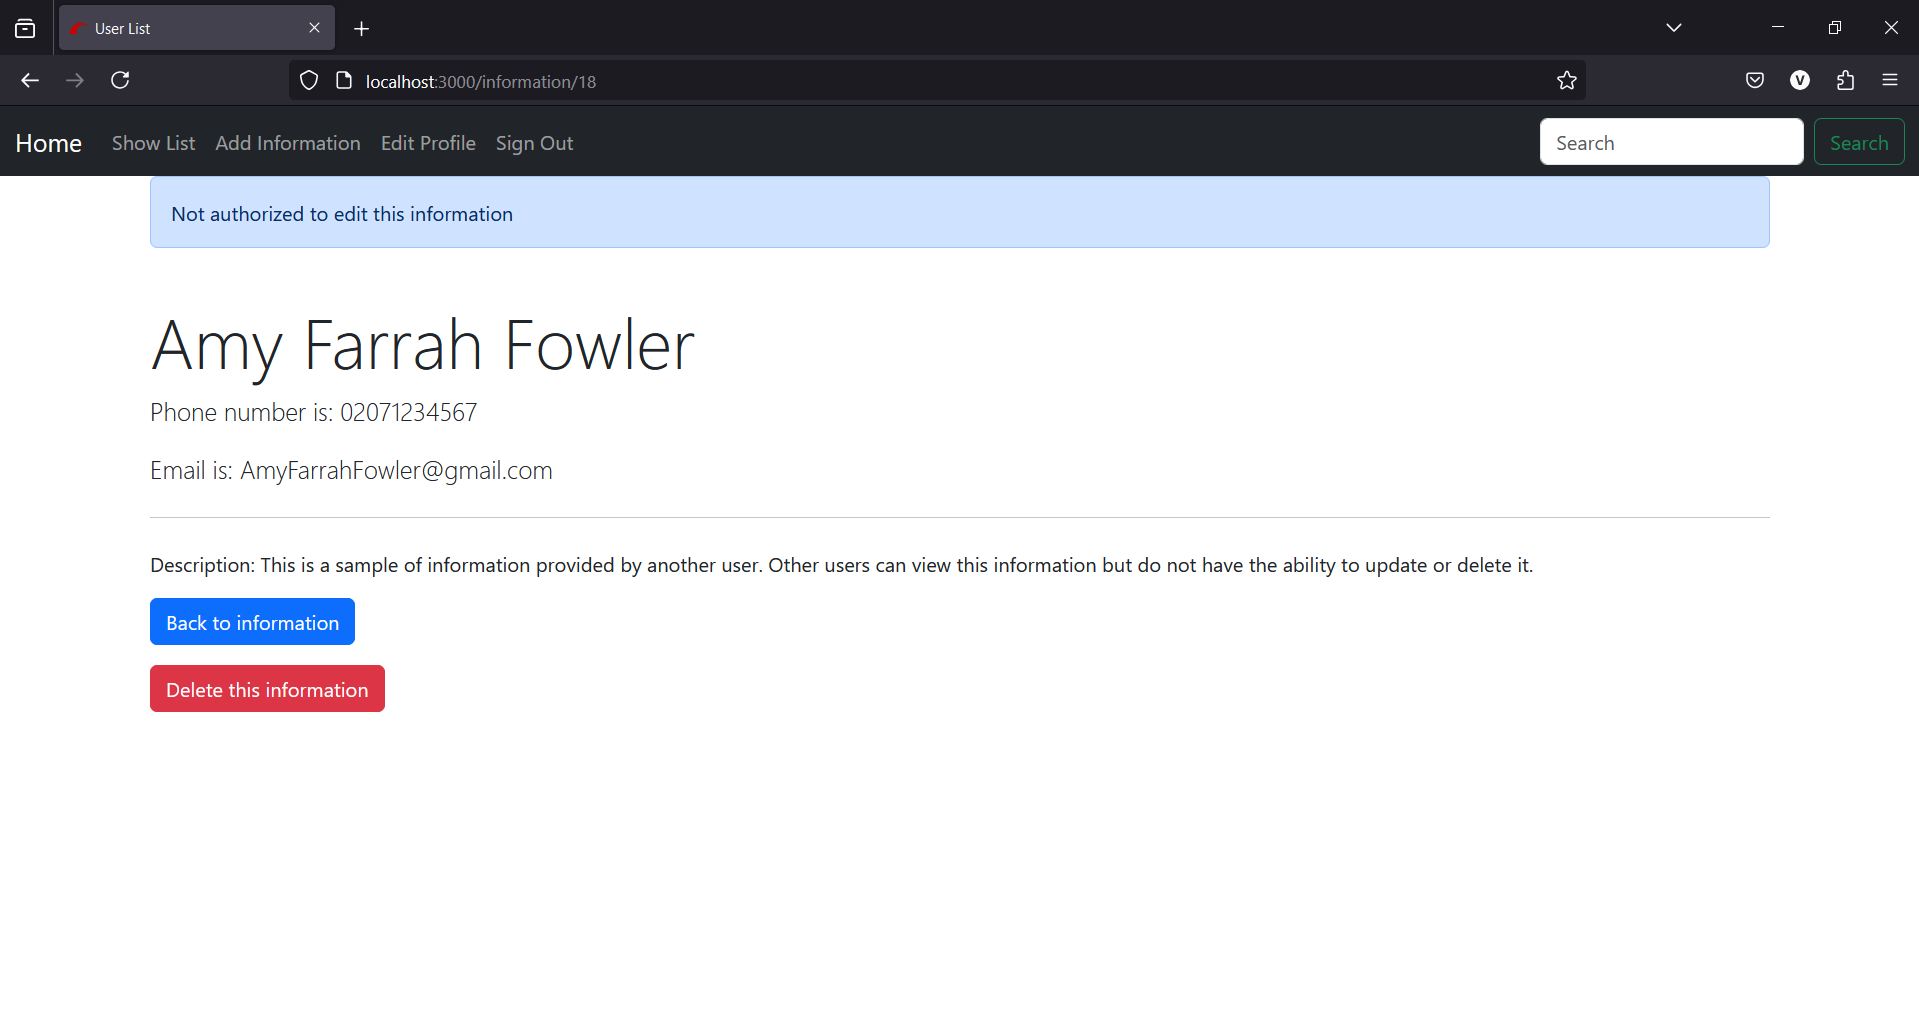 User List
localhost:3000/information/18
V
Home Show List Add Information Edit Profile Sign Out Search Search
Not authorized to edit this information
Amy Farrah Fowler
Phone number is: 02071234567
Email is: AmyFarrahFowler@gmail.com
Description: This is a sample of information provided by another user. Other users can view this information but do not have the ability to update or delete it.
Back to information
Delete this information